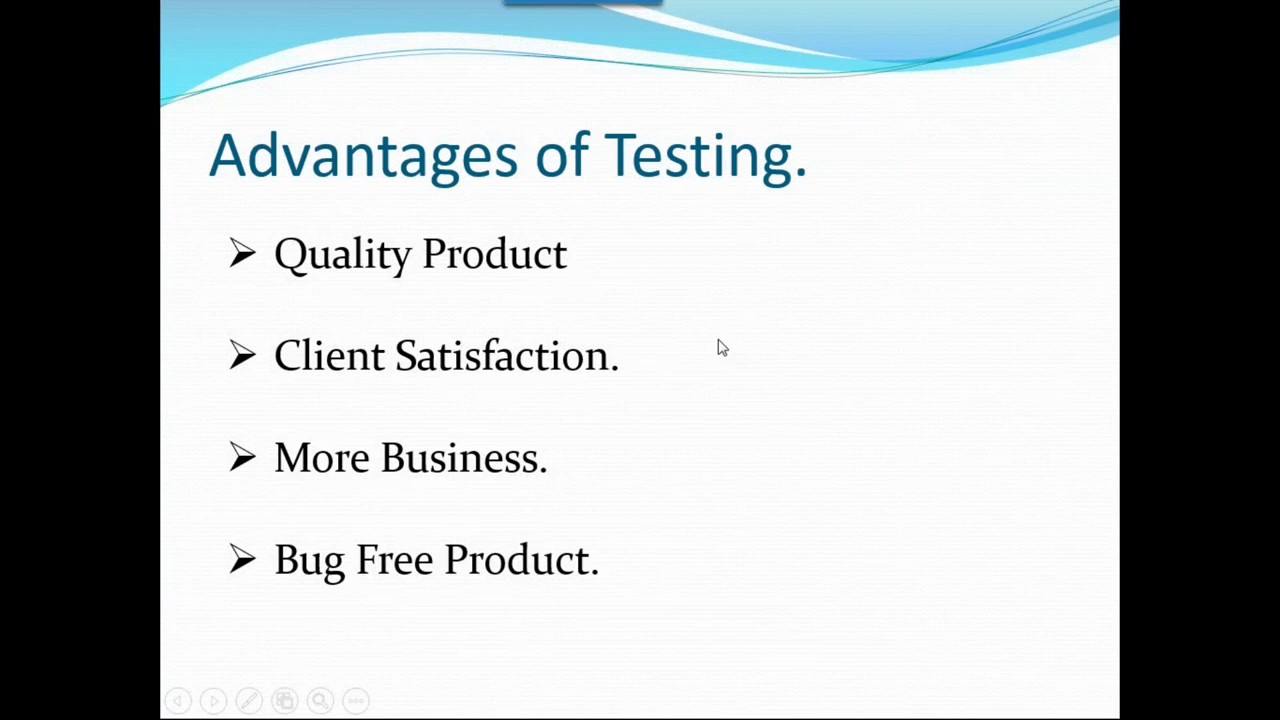 Advantages of Testing.
Quality Product
Client Satisfaction.
More Business.
Bug Free Product.